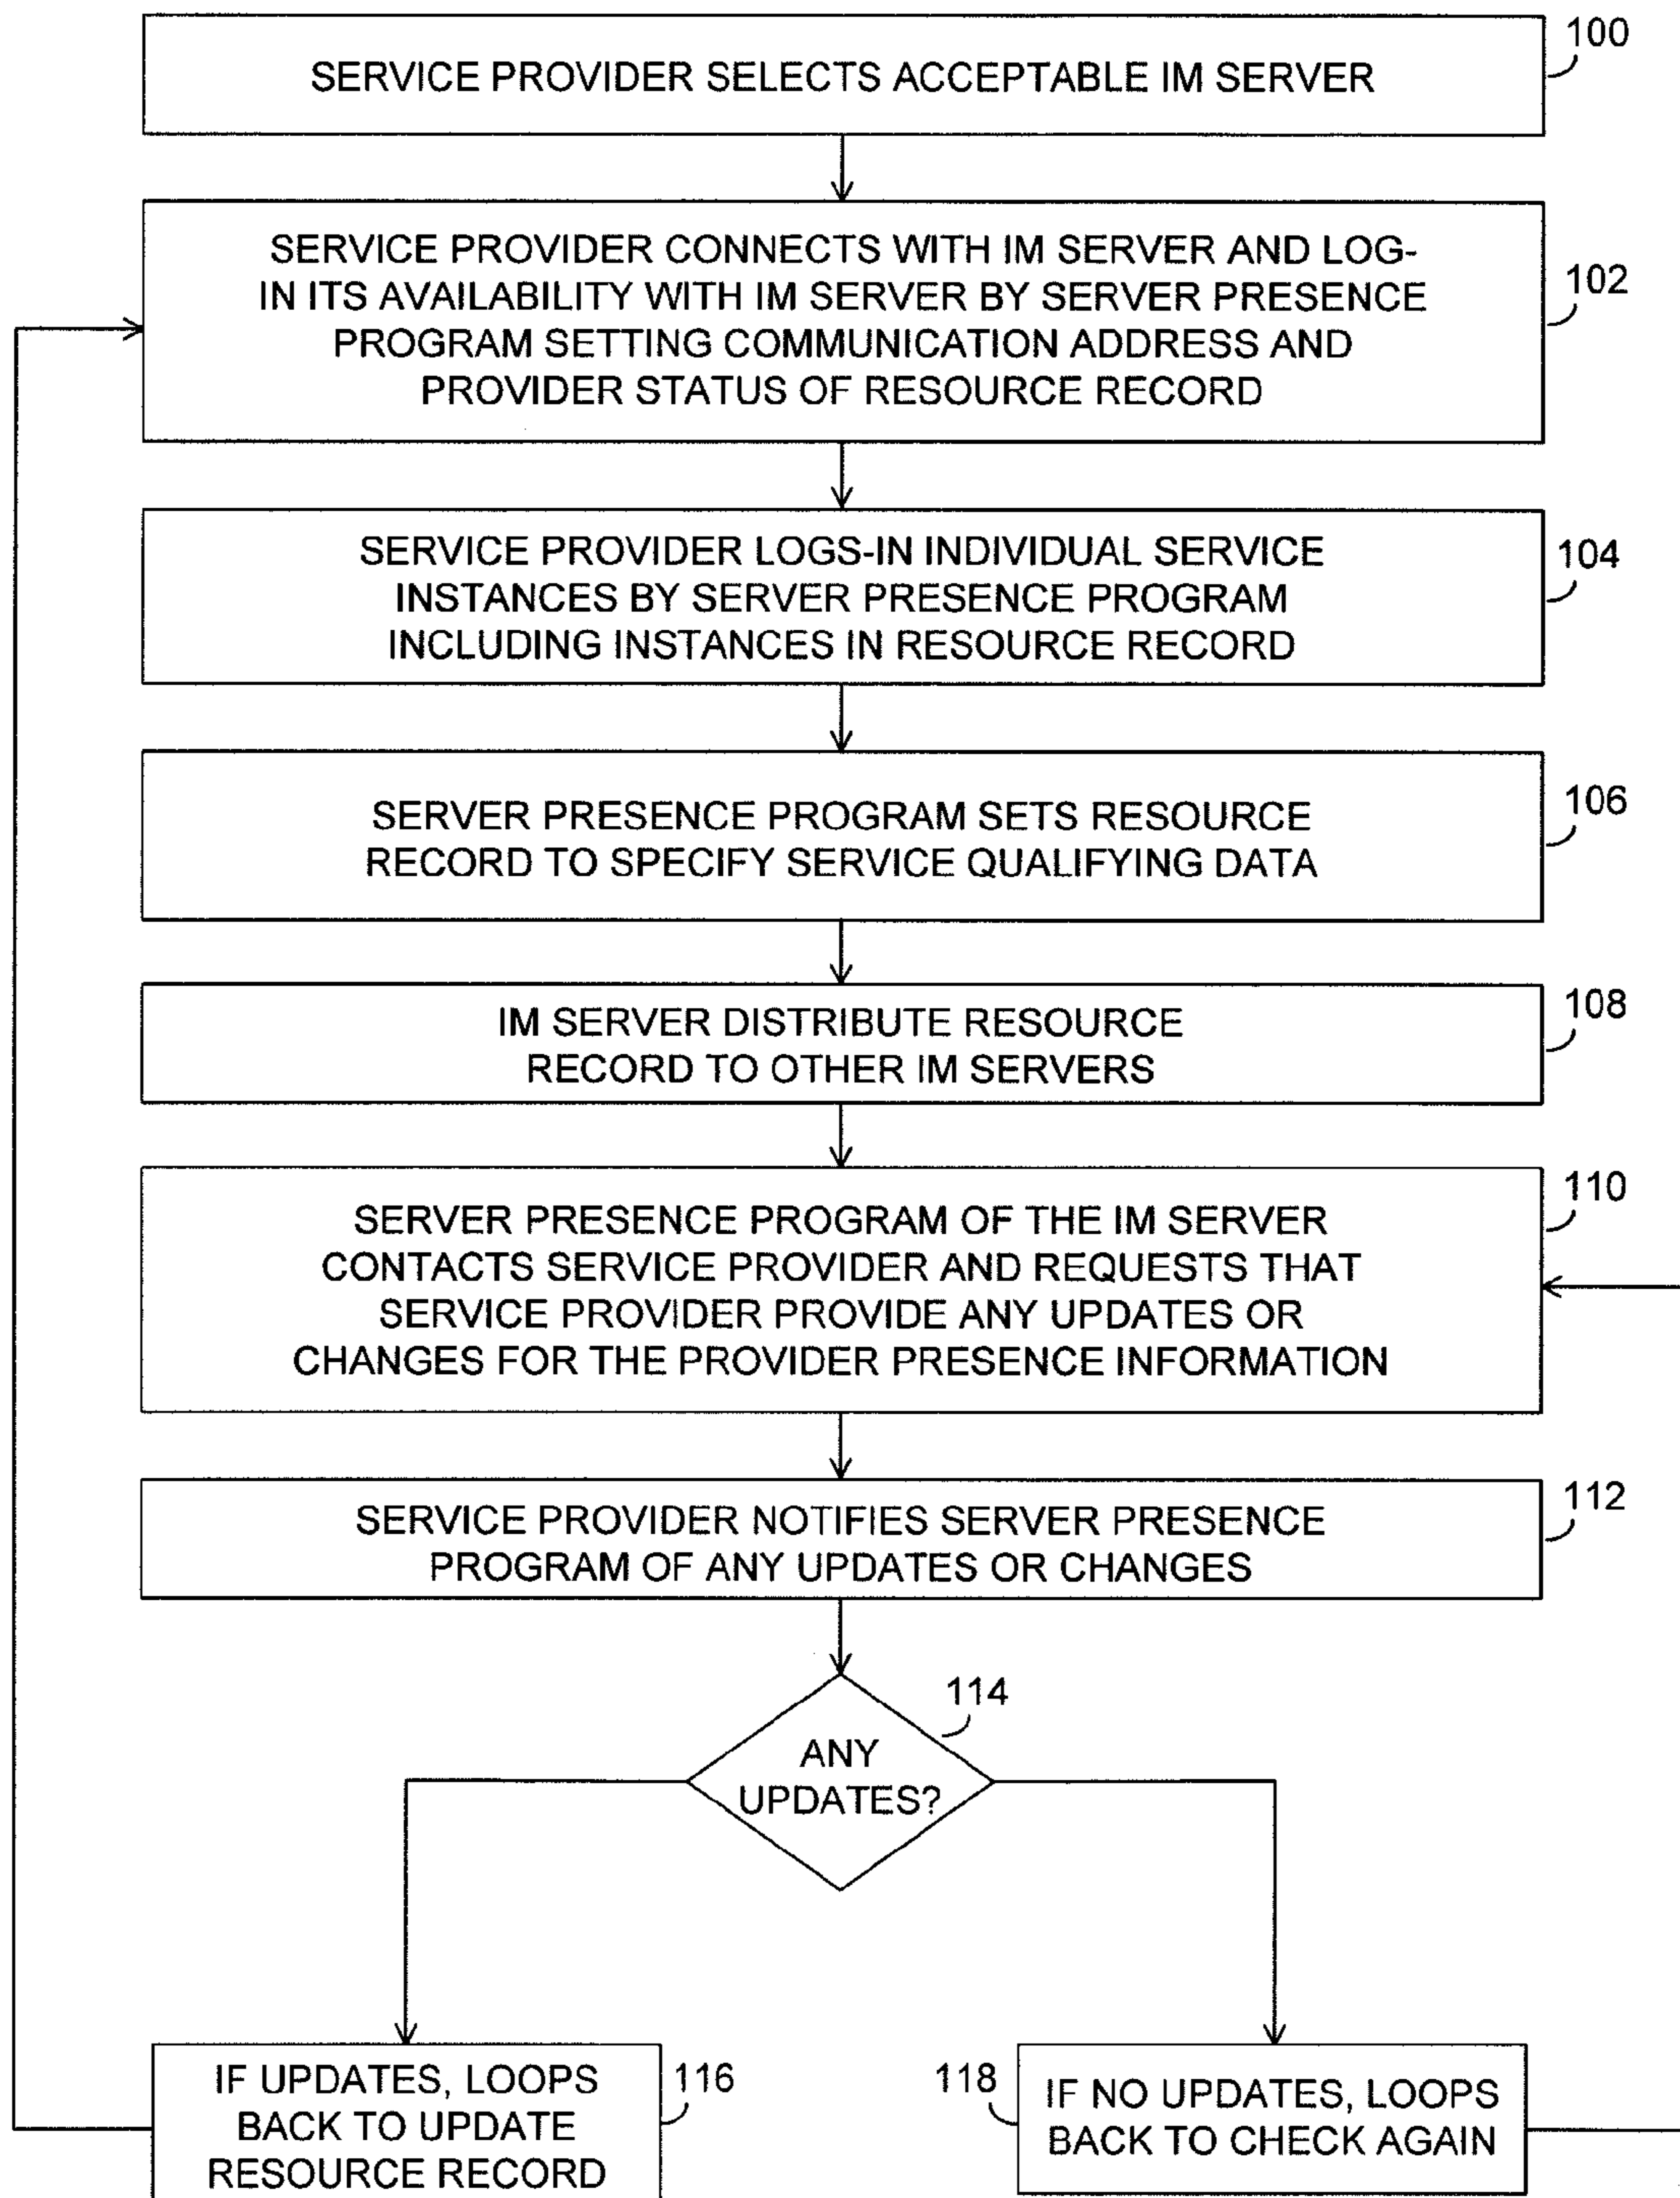 100
SERVICE PROVIDER SELECTS ACCEPTABLE IM SERVER
SERVICE PROVIDER CONNECTS WITH IM SERVER AND LOG-
IN ITS AVAILABILITY WITH IM SERVER BY SERVER PRESENCE
PROGRAM SETTING COMMUNICATION ADDRESS AND
PROVIDER STATUS OF RESOURCE RECORD
102
SERVICE PROVIDER LOGS-IN INDIVIDUAL SERVICE
INSTANCES BY SERVER PRESENCE PROGRAM
INCLUDING INSTANCES IN RESOURCE RECORD
104
SERVER PRESENCE PROGRAM SETS RESOURCE
RECORD TO SPECIFY SERVICE QUALIFYING DATA
106
IM SERVER DISTRIBUTE RESOURCE
RECORD TO OTHER IM SERVERS
108
SERVER PRESENCE PROGRAM OF THE IM SERVER
CONTACTS SERVICE PROVIDER AND REQUESTS THAT
SERVICE PROVIDER PROVIDE ANY UPDATES OR
CHANGES FOR THE PROVIDER PRESENCE INFORMATION
110
SERVICE PROVIDER NOTIFIES SERVER PRESENCE
PROGRAM OF ANY UPDATES OR CHANGES
112
114
ANY
UPDATES?
IF UPDATES, LOOPS
BACK TO UPDATE
RESOURCE RECORD
116
118
IF NO UPDATES, LOOPS
BACK TO CHECK AGAIN